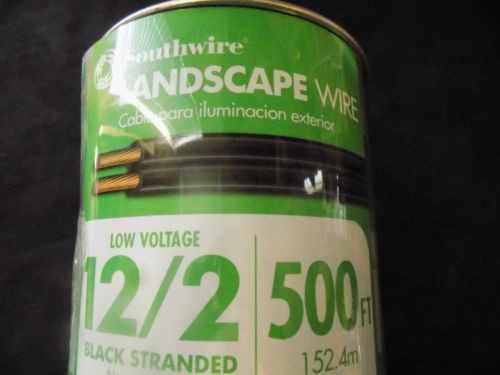 Southwire®
LANDSCAPE WIRE
Cable para iluminacion exterior
LOW VOLTAGE
12/2
500 FT
BLACK STRANDED
152.4m